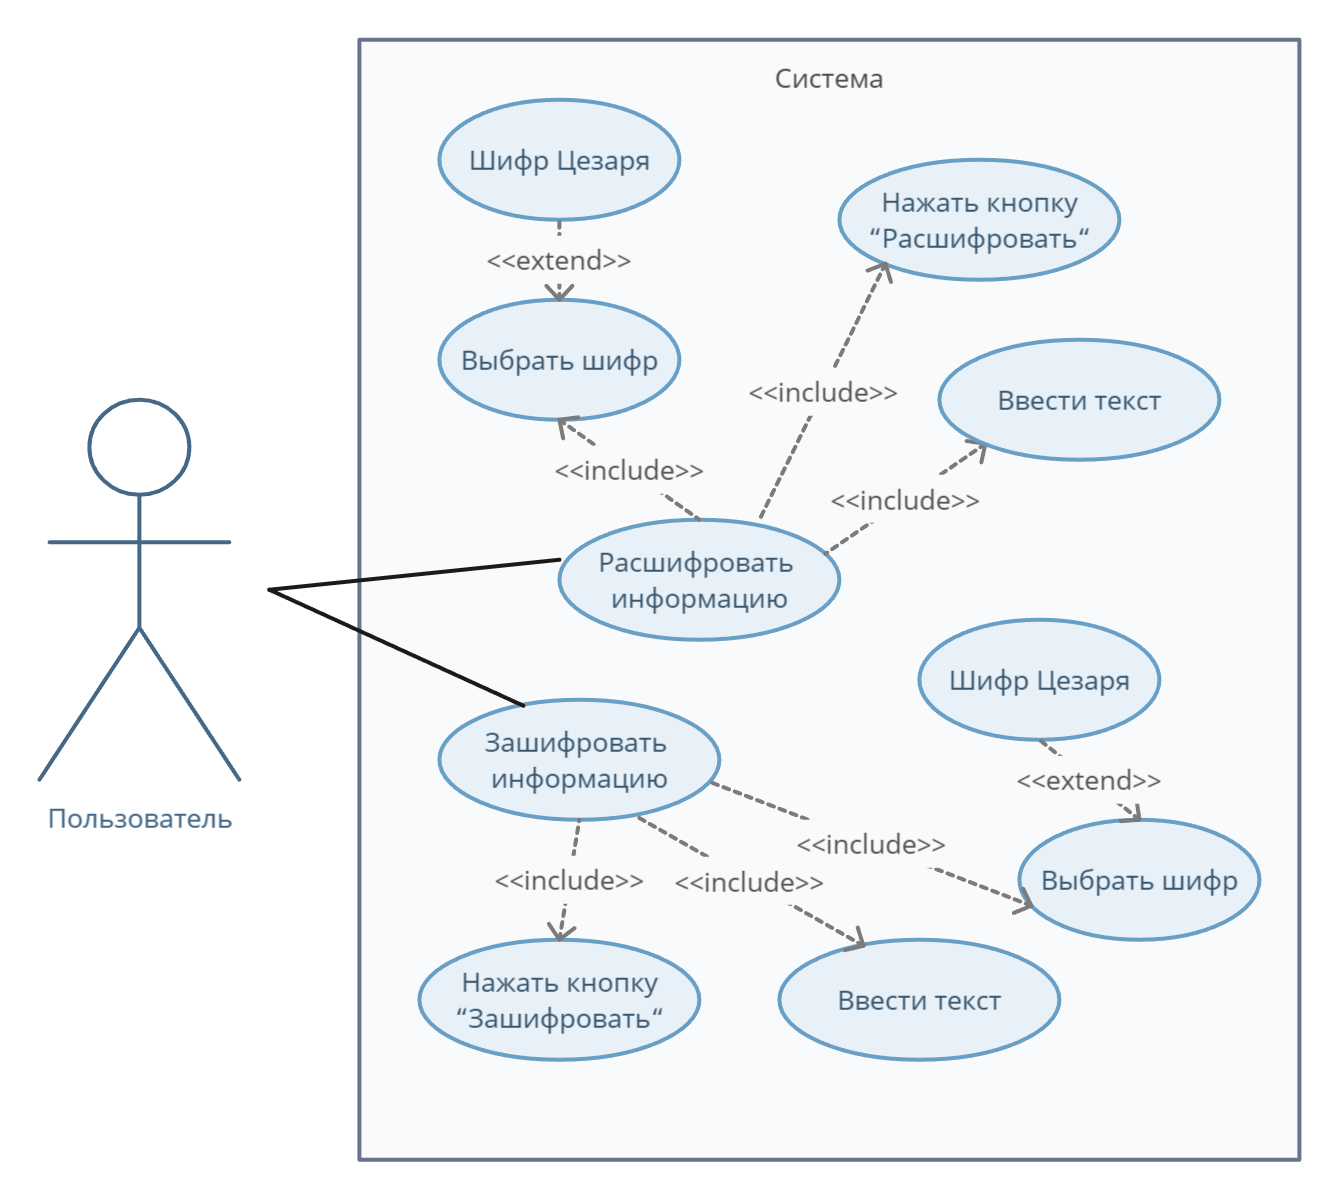 Система
Шифр Цезаря
Нажать кнопку
“Расшифровать“
<<extend>>
Выбрать шифр
<<include>>
Ввести текст
<<include>>
<<include>>
Расшифровать
информацию
Шифр Цезаря
Зашифровать
информацию
<<extend>>
Пользователь
<<include>>
<<include>>
<<include>>
Выбрать шифр
Нажать кнопку
“Зашифровать“
Ввести текст